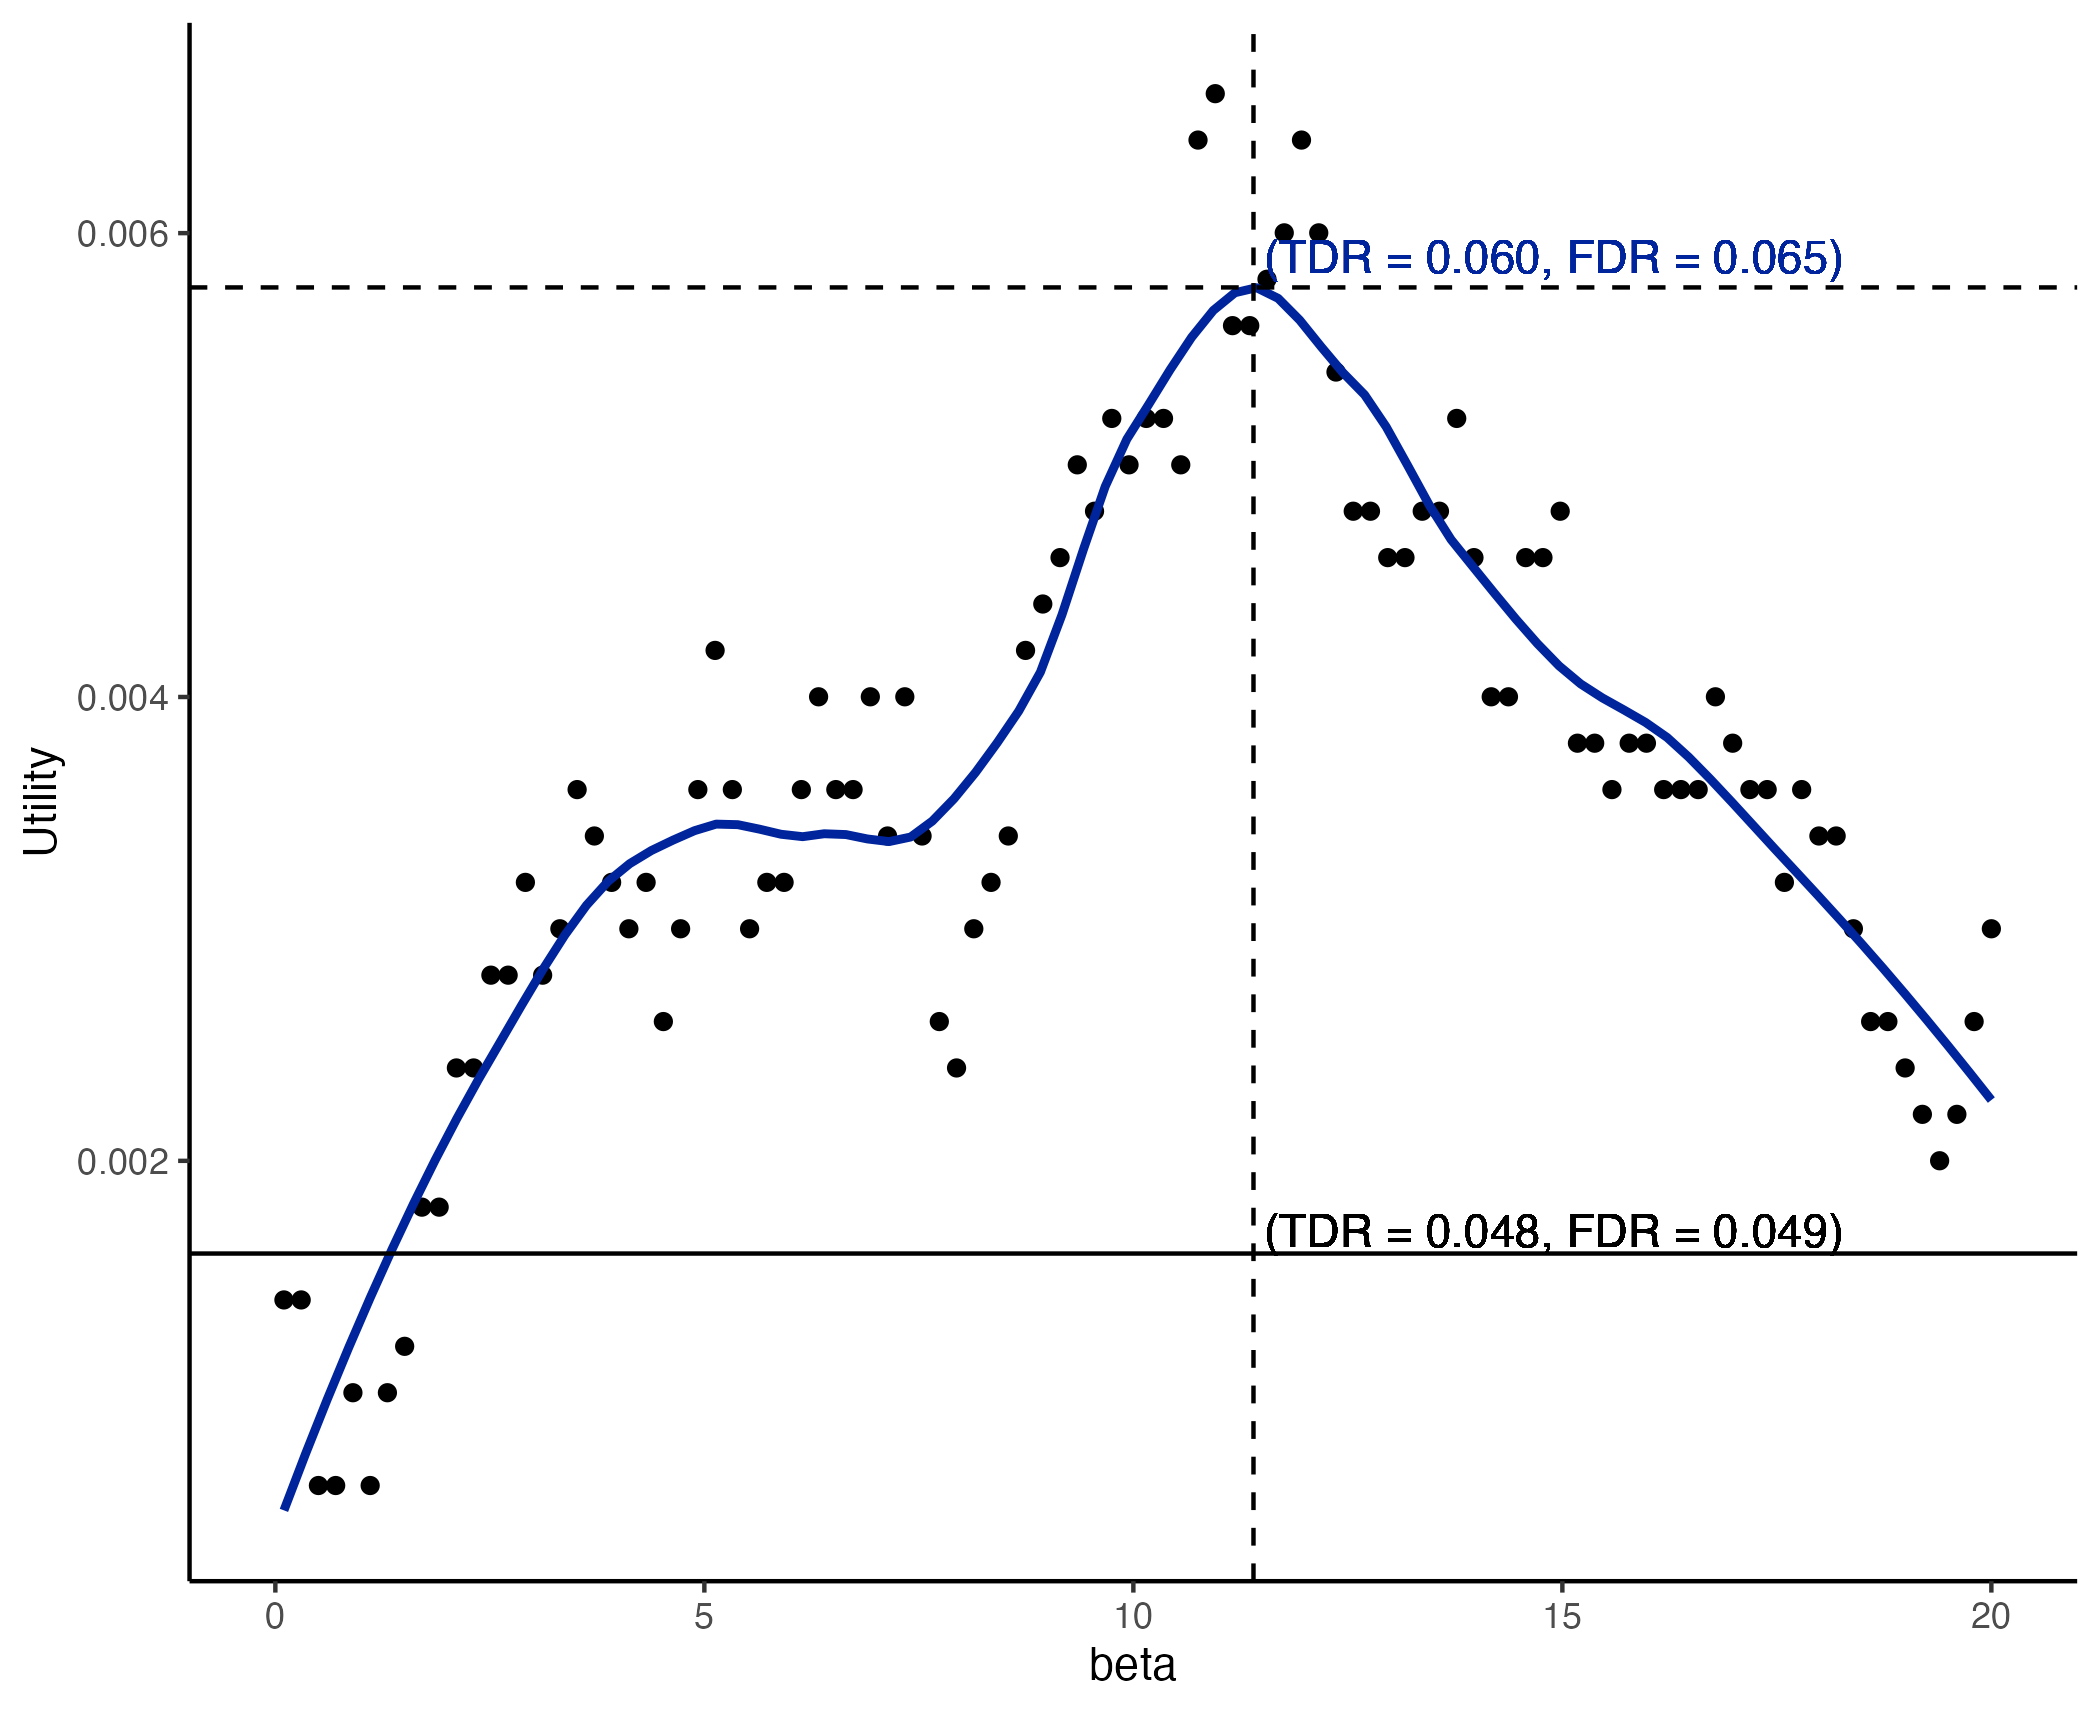 0.006
(TDR = 0.060, FDR = 0.065)
0.004
Utility
0.002
(TDR = 0.048, FDR = 0.049)
0 5 10 15 20
beta